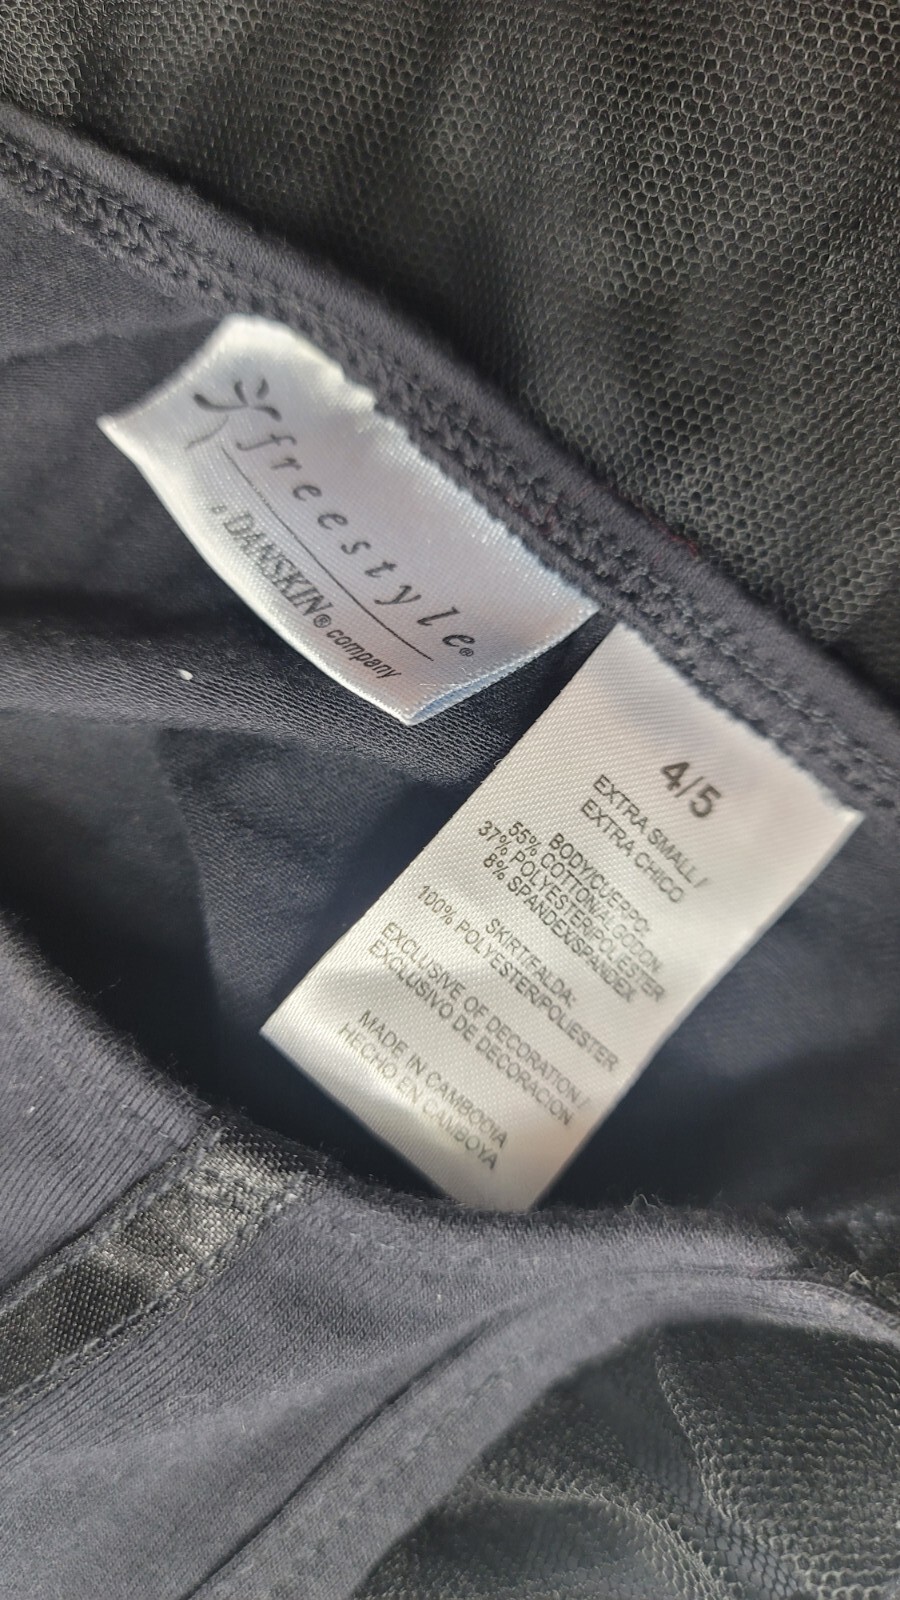 freestyle®
a DANSKIN® company
4/5
EXTRA SMALL/
EXTRA CHICO
BODY/CUERPO:
55% COTTON/ALGODON
37% POLYESTER/POLIESTER
8% SPANDEX/SPANDEX
SKIRT/FALDA:
100% POLYESTER/POLIESTER
EXCLUSIVE OF DECORATION /
EXCLUSIVO DE DECORACION
MADE IN CAMBODIA
HECHO EN CAMBOYA